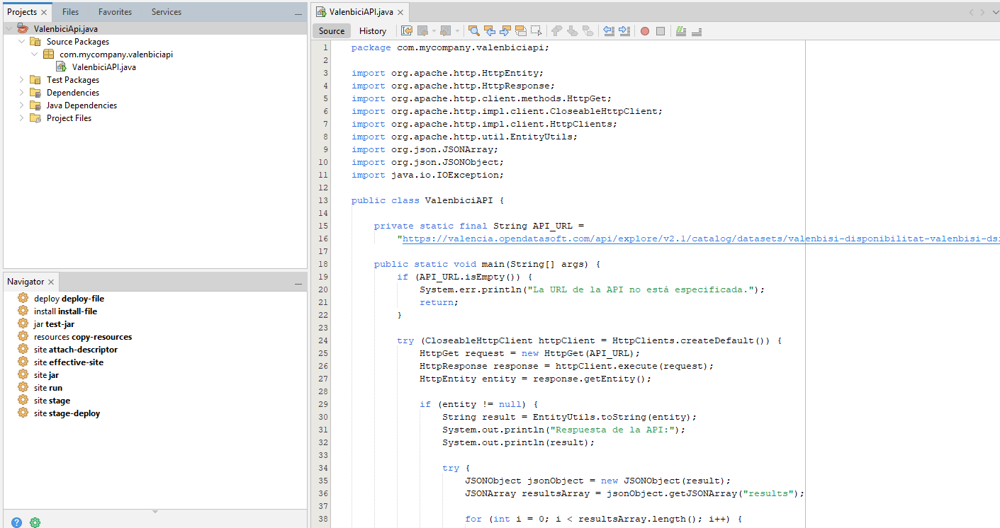 Projects Files Favorites Services
ValenbiciApi.java
Source Packages
com.mycompany.valenbiciapi
ValenbiciAPI.java
Test Packages
Dependencies
Java Dependencies
Project Files
Navigator
deploy deploy-file
install install-file
jar test-jar
resources copy-resources
site attach-descriptor
site effective-site
site jar
site run
site stage
site stage-deploy
ValenbiciAPI.java
Source History
1 package com.mycompany.valenbiciapi;
2
3 import org.apache.http.HttpEntity;
4 import org.apache.http.HttpResponse;
5 import org.apache.http.client.methods.HttpGet;
6 import org.apache.http.impl.client.CloseableHttpClient;
7 import org.apache.http.impl.client.HttpClients;
8 import org.apache.http.util.EntityUtils;
9 import org.json.JSONArray;
10 import org.json.JSONObject;
11 import java.io.IOException;
12
13 public class ValenbiciAPI {
14
15 private static final String API_URL =
16 "https://valencia.opendatasoft.com/api/explore/v2.1/catalog/datasets/valenbisi-disponibilitat-valenbisi-dsi
17
18 public static void main(String[] args) {
19 if (API_URL.isEmpty()) {
20 System.err.println("La URL de la API no está especificada.");
21 return;
22 }
23
24 try (CloseableHttpClient httpClient = HttpClients.createDefault()) {
25 HttpGet request = new HttpGet(API_URL);
26 HttpResponse response = httpClient.execute(request);
27 HttpEntity entity = response.getEntity();
28
29 if (entity != null) {
30 String result = EntityUtils.toString(entity);
31 System.out.println("Respuesta de la API:");
32 System.out.println(result);
33
34 try {
35 JSONObject jsonObject = new JSONObject(result);
36 JSONArray resultsArray = jsonObject.getJSONArray("results");
37
38 for (int i = 0; i < resultsArray.length(); i++) {